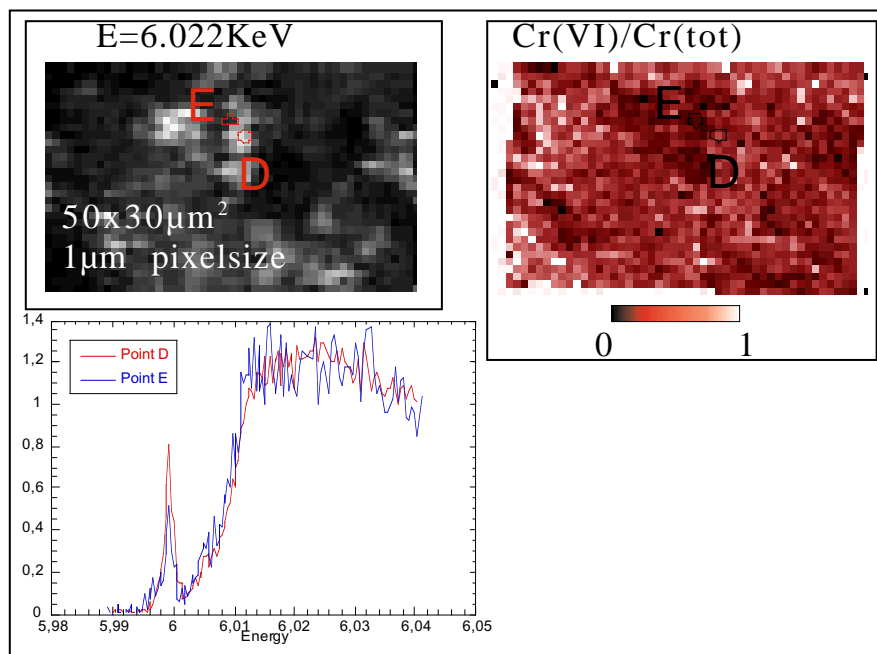 E=6.022KeV
E
D
50x30µm²
1µm pixelsize
Cr(VI)/Cr(tot)
E
D
0 1
1,4
1,2
1
0,8
0,6
0,4
0,2
0
Point D
Point E
5,98 5,99 6 6,01 6,02 6,03 6,04 6,05
Energy